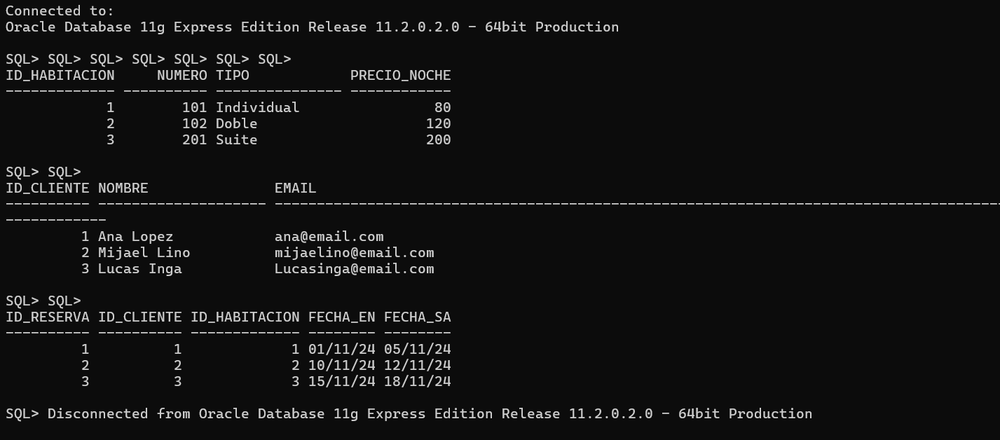 Connected to:
Oracle Database 11g Express Edition Release 11.2.0.2.0 - 64bit Production

SQL> SQL> SQL> SQL> SQL> SQL> SQL>
ID_HABITACION     NUMERO TIPO            PRECIO_NOCHE
------------- ---------- --------------- ------------
            1        101 Individual                80
            2        102 Doble                    120
            3        201 Suite                    200

SQL> SQL>
ID_CLIENTE NOMBRE               EMAIL
---------- -------------------- ---------------------------------------------------------------------------------------
------------
         1 Ana Lopez            ana@email.com
         2 Mijael Lino          mijaelino@email.com
         3 Lucas Inga           Lucasinga@email.com

SQL> SQL>
ID_RESERVA ID_CLIENTE ID_HABITACION FECHA_EN FECHA_SA
---------- ---------- ------------- -------- --------
         1          1             1 01/11/24 05/11/24
         2          2             2 10/11/24 12/11/24
         3          3             3 15/11/24 18/11/24

SQL> Disconnected from Oracle Database 11g Express Edition Release 11.2.0.2.0 - 64bit Production